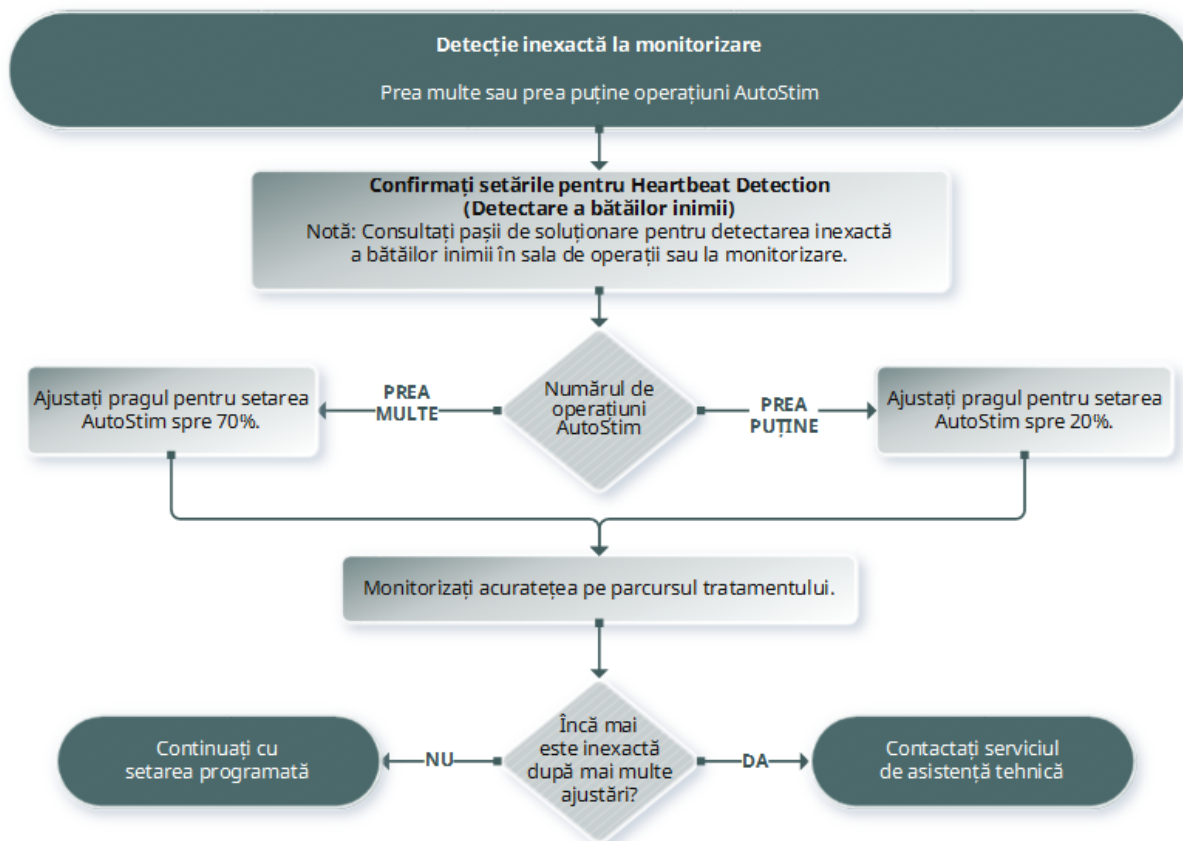 Detecție inexactă la monitorizare
Prea multe sau prea puține operațiuni AutoStim
Confirmați setările pentru Heartbeat Detection
(Detectare a bătăilor inimii)
Notă: Consultați pașii de soluționare pentru detectarea inexactă
a bătăilor inimii în sala de operații sau la monitorizare.
Ajustați pragul pentru setarea
AutoStim spre 70%.
PREA
MULTE
Numărul de
operațiuni
AutoStim
PREA
PUȚINE
Ajustați pragul pentru setarea
AutoStim spre 20%.
Monitorizați acuratețea pe parcursul tratamentului.
Continuați cu
setarea programată
NU
Încă mai
este inexactă
după mai multe
ajustări?
DA
Contactați serviciul
de asistență tehnică